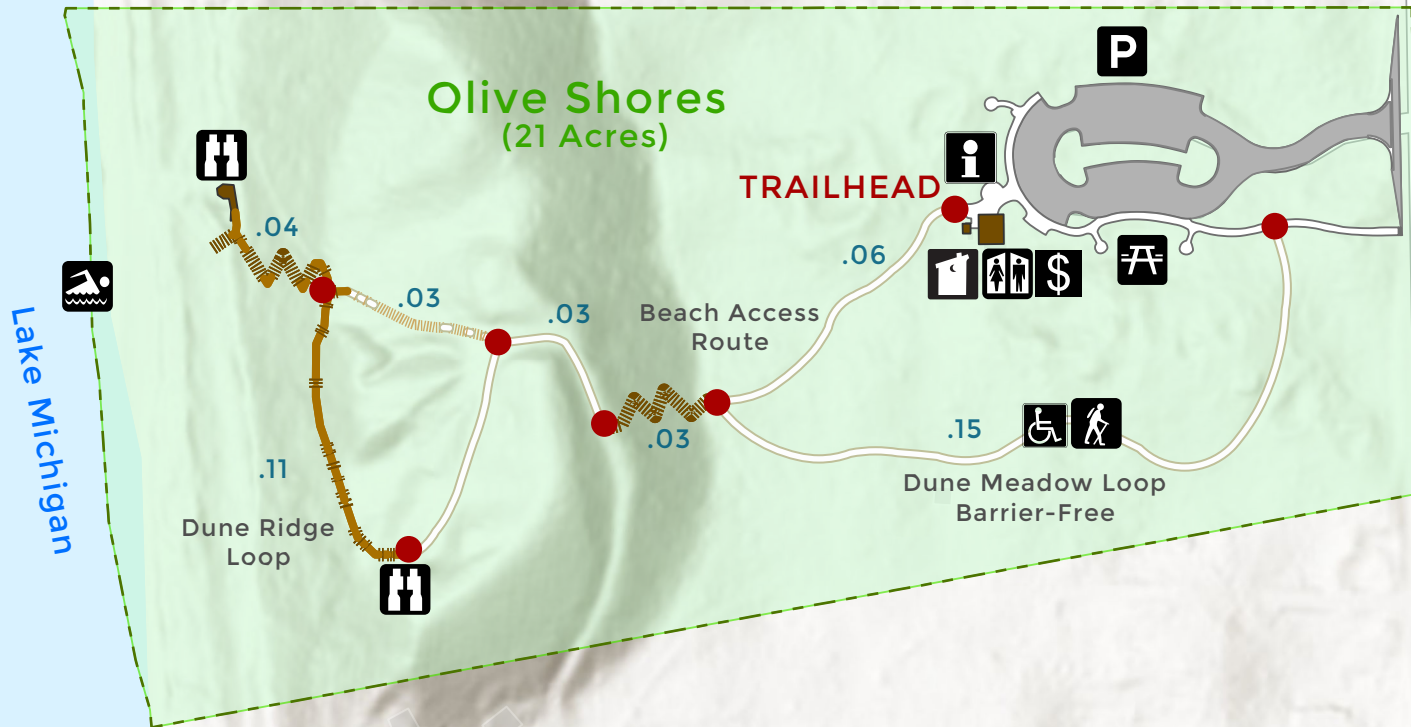 P
Olive Shores
(21 Acres)
i
TRAILHEAD
.04
.06
$
.03
.03
Beach Access
Route
Lake Michigan
.03
.15
.11
Dune Meadow Loop
Barrier-Free
Dune Ridge
Loop